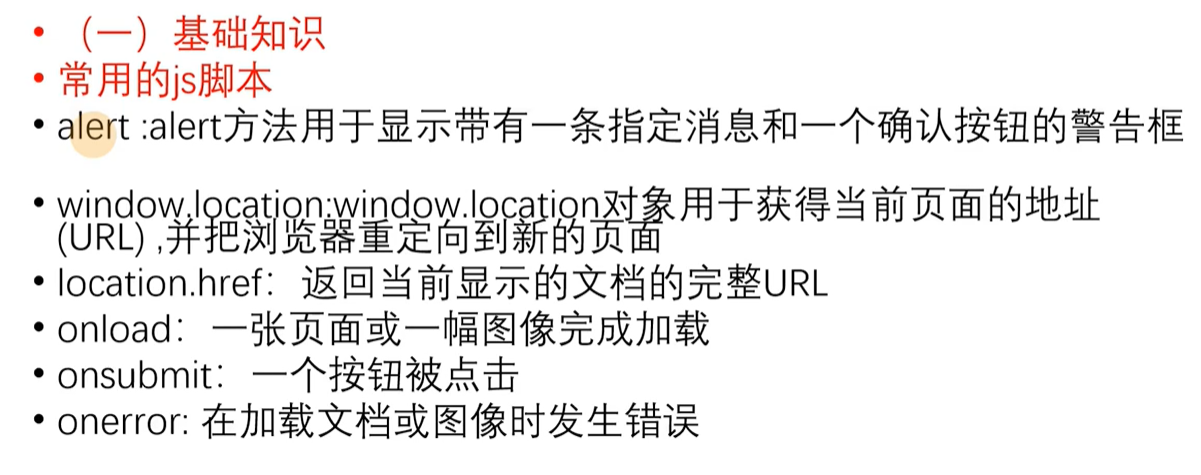 • （一）基础知识
• 常用的js脚本
• alert :alert方法用于显示带有一条指定消息和一个确认按钮的警告框
• window.location:window.location对象用于获得当前页面的地址
(URL) ,并把浏览器重定向到新的页面
• location.href：返回当前显示的文档的完整URL
• onload：一张页面或一幅图像完成加载
• onsubmit：一个按钮被点击
• onerror: 在加载文档或图像时发生错误